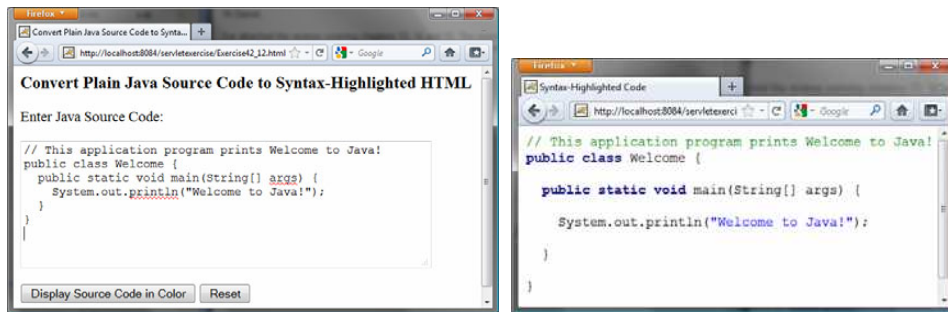 Firefox
Convert Plain Java Source Code to Synta...
http://localhost:8084/servletexercise/Exercise42_12.html
Google
Convert Plain Java Source Code to Syntax-Highlighted HTML
Enter Java Source Code:
// This application program prints Welcome to Java!
public class Welcome {
  public static void main(String[] args) {
    System.out.println("Welcome to Java!");
  }
}
Display Source Code in Color
Reset
Firefox
Syntax-Highlighted Code
http://localhost:8084/servletexerci
Google
// This application program prints Welcome to Java!
public class Welcome {
  public static void main(String[] args) {
    System.out.println("Welcome to Java!");
  }
}